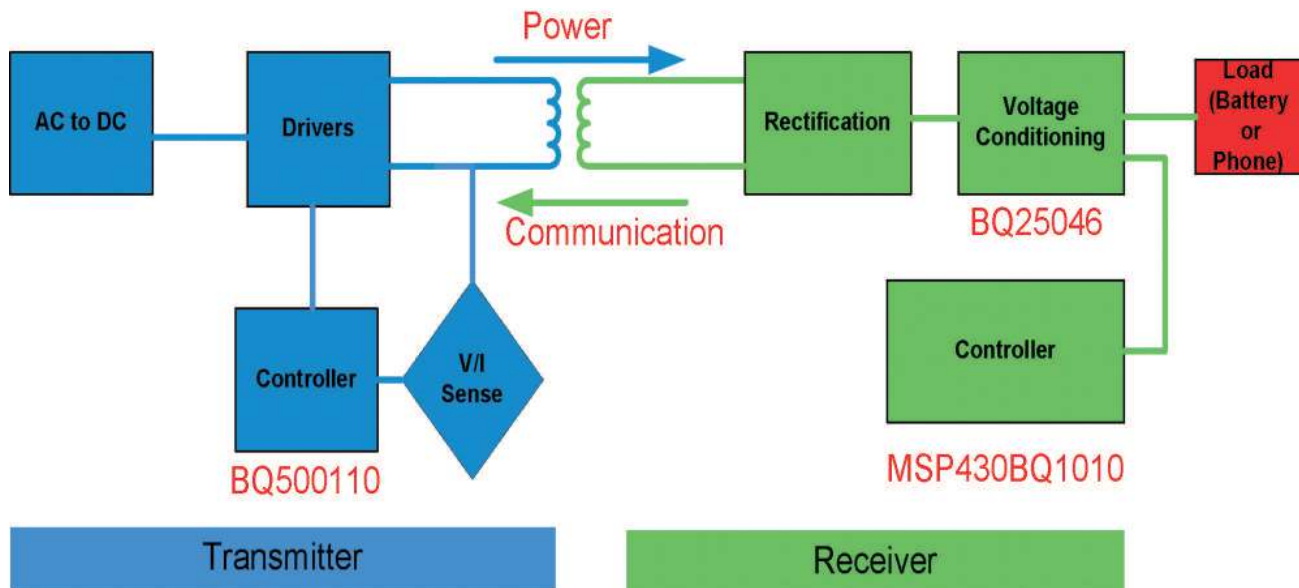 Power
AC to DC
Drivers
Rectification
Voltage
Conditioning
Load
(Battery
or
Phone)
Communication
BQ25046
Controller
V/I
Sense
Controller
BQ500110
MSP430BQ1010
Transmitter
Receiver